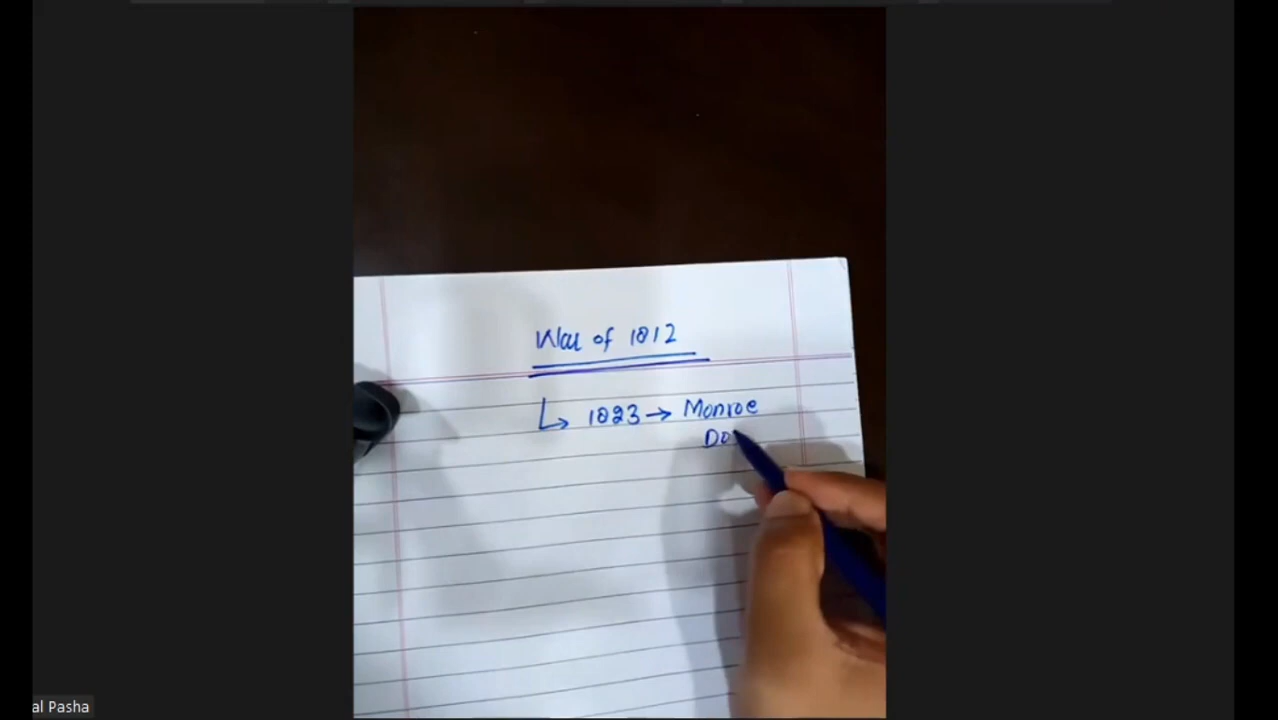 War of 1812
↳ 1823 → Monroe
Do
al Pasha